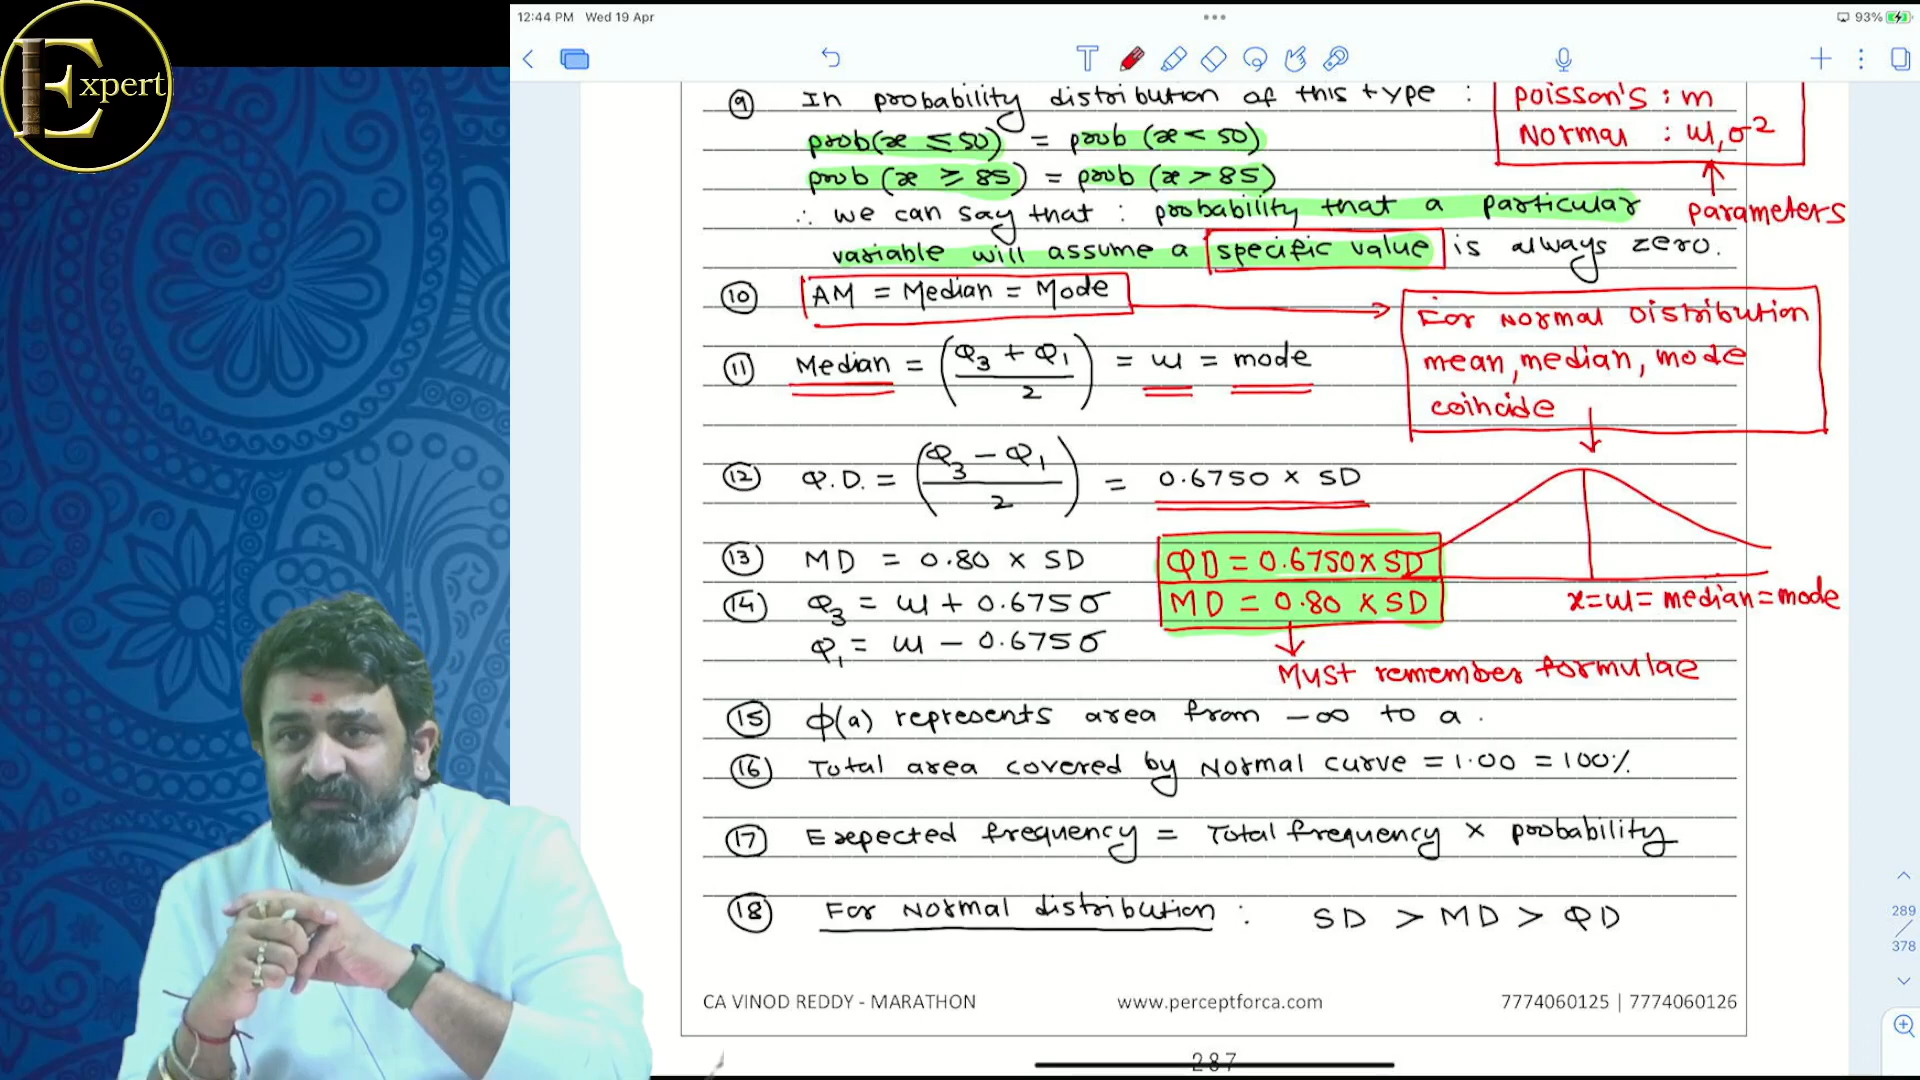 Expert
12:44 PM Wed 19 Apr
93%
T
⑨ In probability distribution of this type :
prob(x ≤ 50) = prob (x < 50)
prob (x ≥ 85) = prob (x > 85)
∴ we can say that : probability that a particular
variable will assume a specific value is always zero.
Poisson's : m
Normal : μ, σ²
parameters
⑩ AM = Median = Mode
For Normal Distribution
mean, median, mode
coincide
⑪ Median = (Q₃ + Q₁ / 2) = μ = mode
⑫ Q.D. = (Q₃ − Q₁ / 2) = 0.6750 × SD
⑬ MD = 0.80 × SD
QD = 0.6750 × SD
MD = 0.80 × SD
x = μ = median = mode
⑭ Q₃ = μ + 0.675σ
Q₁ = μ − 0.675σ
Must remember formulae
⑮ ϕ(a) represents area from −∞ to a .
⑯ Total area covered by Normal curve = 1.00 = 100%
⑰ Expected frequency = Total frequency × probability
⑱ For Normal distribution : SD > MD > QD
289
/
378
CA VINOD REDDY - MARATHON www.perceptforca.com 7774060125 | 7774060126
287